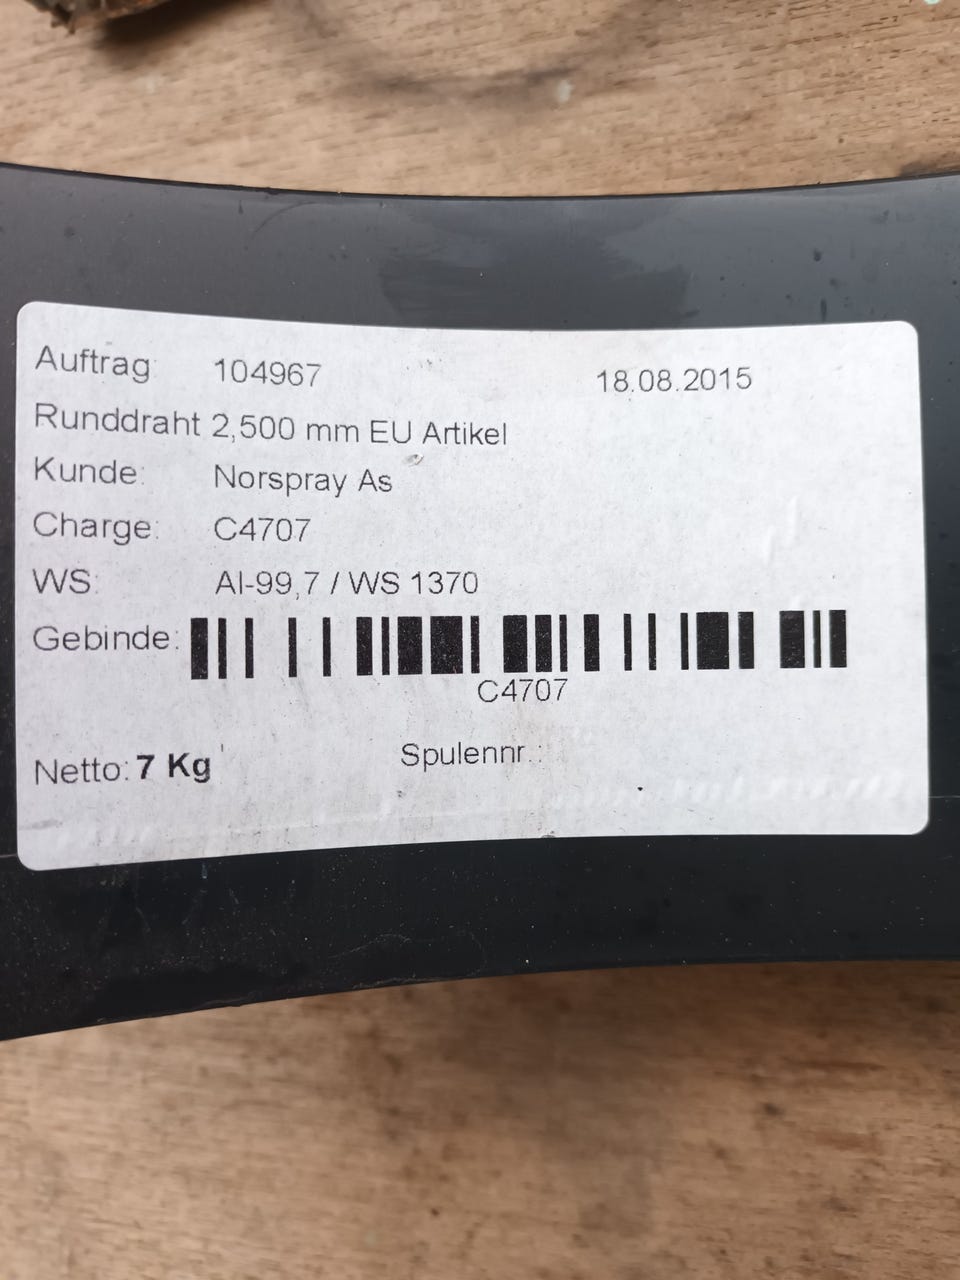 Auftrag: 104967 18.08.2015
Runddraht 2,500 mm EU Artikel
Kunde: Norspray As
Charge: C4707
WS: Al-99,7 / WS 1370
Gebinde:
C4707
Netto: 7 Kg Spulennr.: